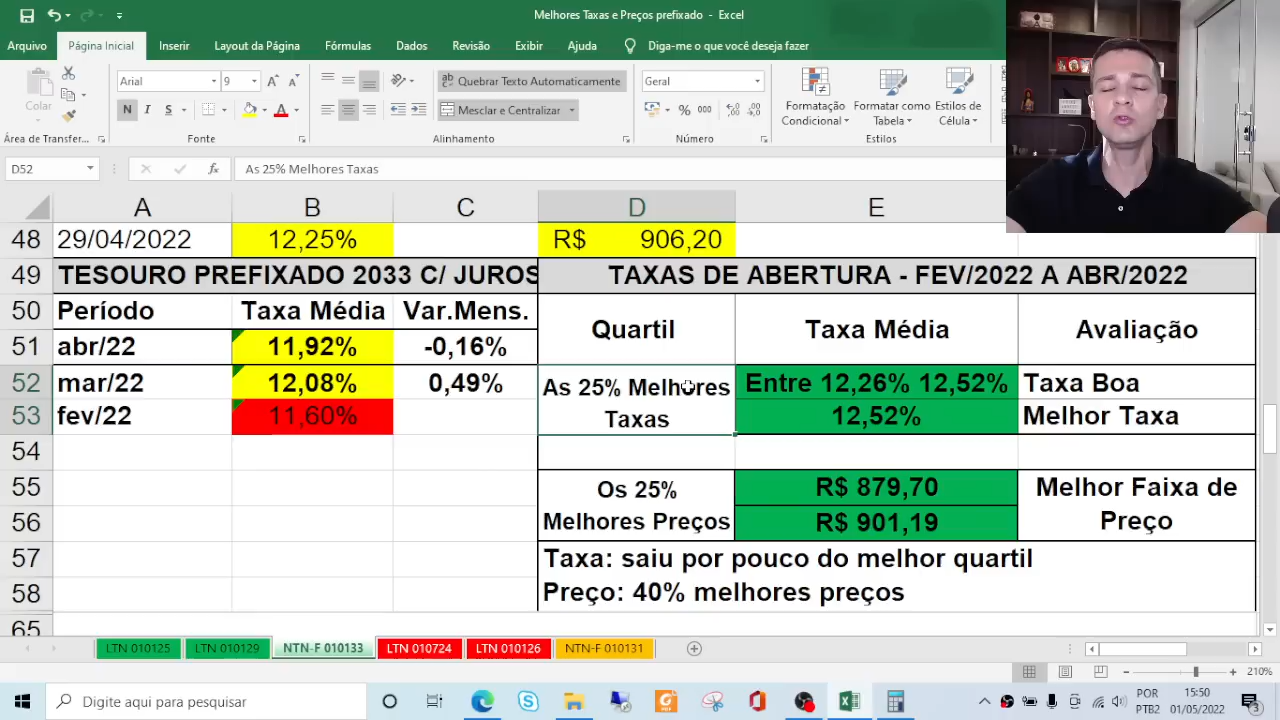 Melhores Taxas e Preços prefixado - Excel
Arquivo Página Inicial Inserir Layout da Página Fórmulas Dados Revisão Exibir Ajuda Diga-me o que você deseja fazer
Colar
Arial 9
N I S
Quebrar Texto Automaticamente
Mesclar e Centralizar
Geral
% 000
Formatação Condicional
Formatar como Tabela
Estilos de Célula
Área de Transfer... Fonte Alinhamento Número Estilos
D52 fx As 25% Melhores Taxas
A B C D E
48 29/04/2022 12,25% R$ 906,20
49 TESOURO PREFIXADO 2033 C/ JUROS TAXAS DE ABERTURA - FEV/2022 A ABR/2022
50 Período Taxa Média Var.Mens. Quartil Taxa Média Avaliação
51 abr/22 11,92% -0,16%
52 mar/22 12,08% 0,49% As 25% Melhores Entre 12,26% 12,52% Taxa Boa
53 fev/22 11,60% Taxas 12,52% Melhor Taxa
54
55 Os 25% R$ 879,70 Melhor Faixa de
56 Melhores Preços R$ 901,19 Preço
57 Taxa: saiu por pouco do melhor quartil
58 Preço: 40% melhores preços
65
LTN 010125 LTN 010129 NTN-F 010133 LTN 010724 LTN 010126 NTN-F 010131
210%
Digite aqui para pesquisar
POR 15:50
PTB2 01/05/2022 3